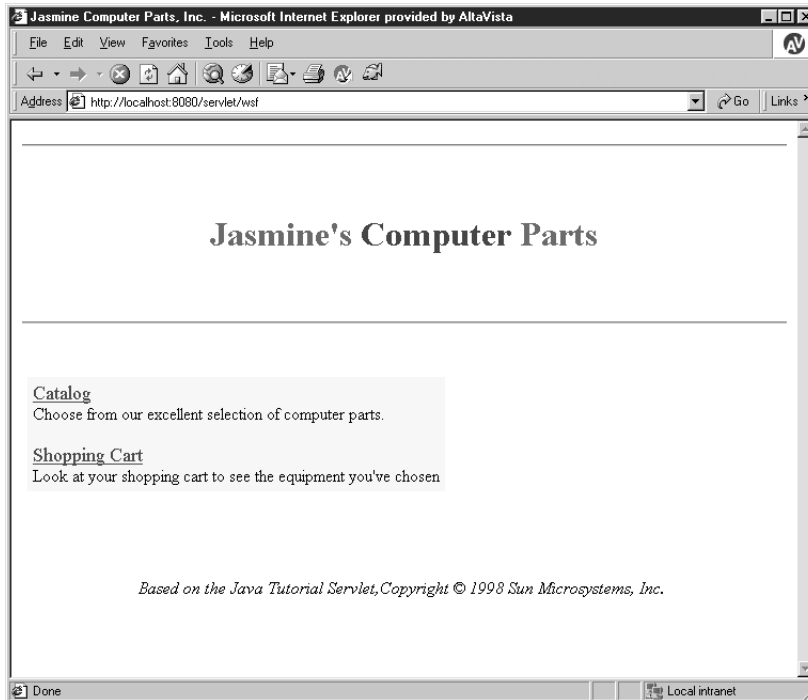 Jasmine Computer Parts, Inc. - Microsoft Internet Explorer provided by AltaVista
File Edit View Favorites Tools Help
AV
Address http://localhost:8080/servlet/wsf Go Links »
Jasmine's Computer Parts
Catalog
Choose from our excellent selection of computer parts.
Shopping Cart
Look at your shopping cart to see the equipment you've chosen
Based on the Java Tutorial Servlet,Copyright © 1998 Sun Microsystems, Inc.
Done Local intranet